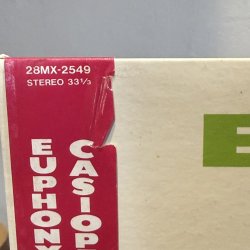 28MX-2549
STEREO 33⅓
EUPHON
CASIOP
E